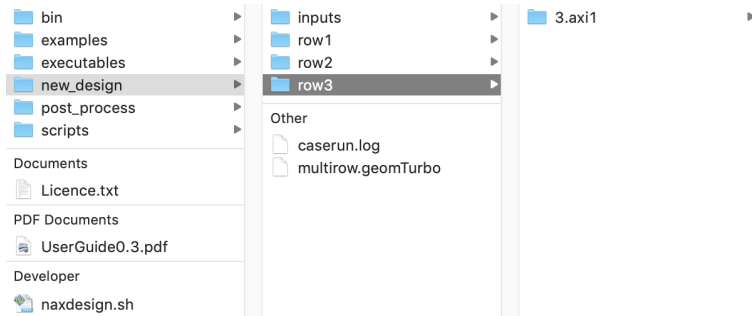 bin
examples
executables
new_design
post_process
scripts
Documents
Licence.txt
PDF Documents
UserGuide0.3.pdf
Developer
naxdesign.sh
inputs
row1
row2
row3
Other
caserun.log
multirow.geomTurbo
3.axi1